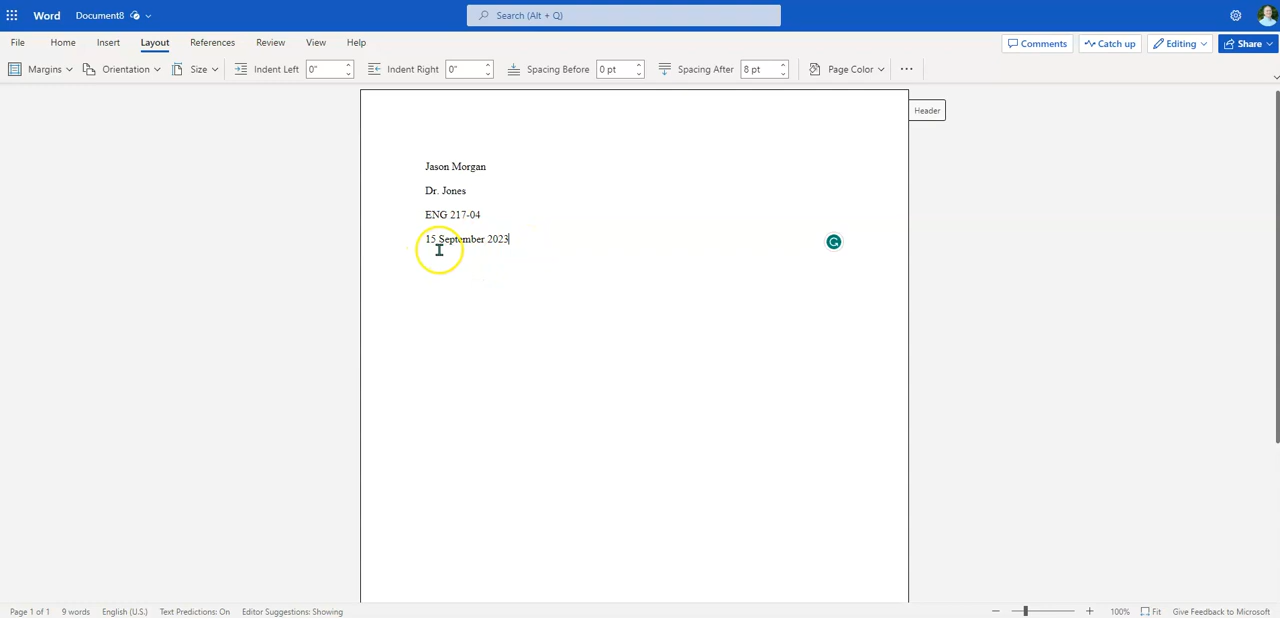 Word Document8 Search (Alt + Q)
File Home Insert Layout References Review View Help Comments Catch up Editing Share
Margins Orientation Size Indent Left 0" Indent Right 0" Spacing Before 0 pt Spacing After 8 pt Page Color ...
Header
Jason Morgan
Dr. Jones
ENG 217-04
15 September 2023
Page 1 of 1 9 words English (U.S.) Text Predictions: On Editor Suggestions: Showing 100% Fit Give Feedback to Microsoft